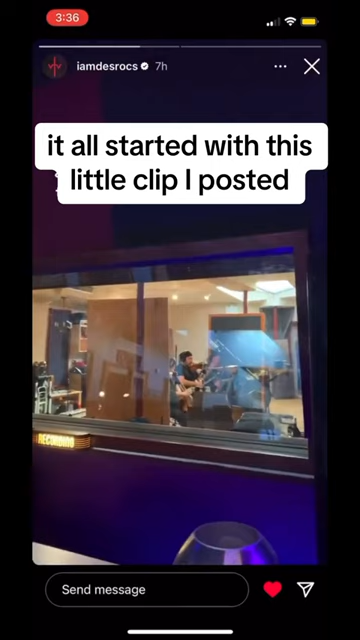 3:36
iamdesrocs 7h
it all started with this
little clip I posted
RECORDING
Send message